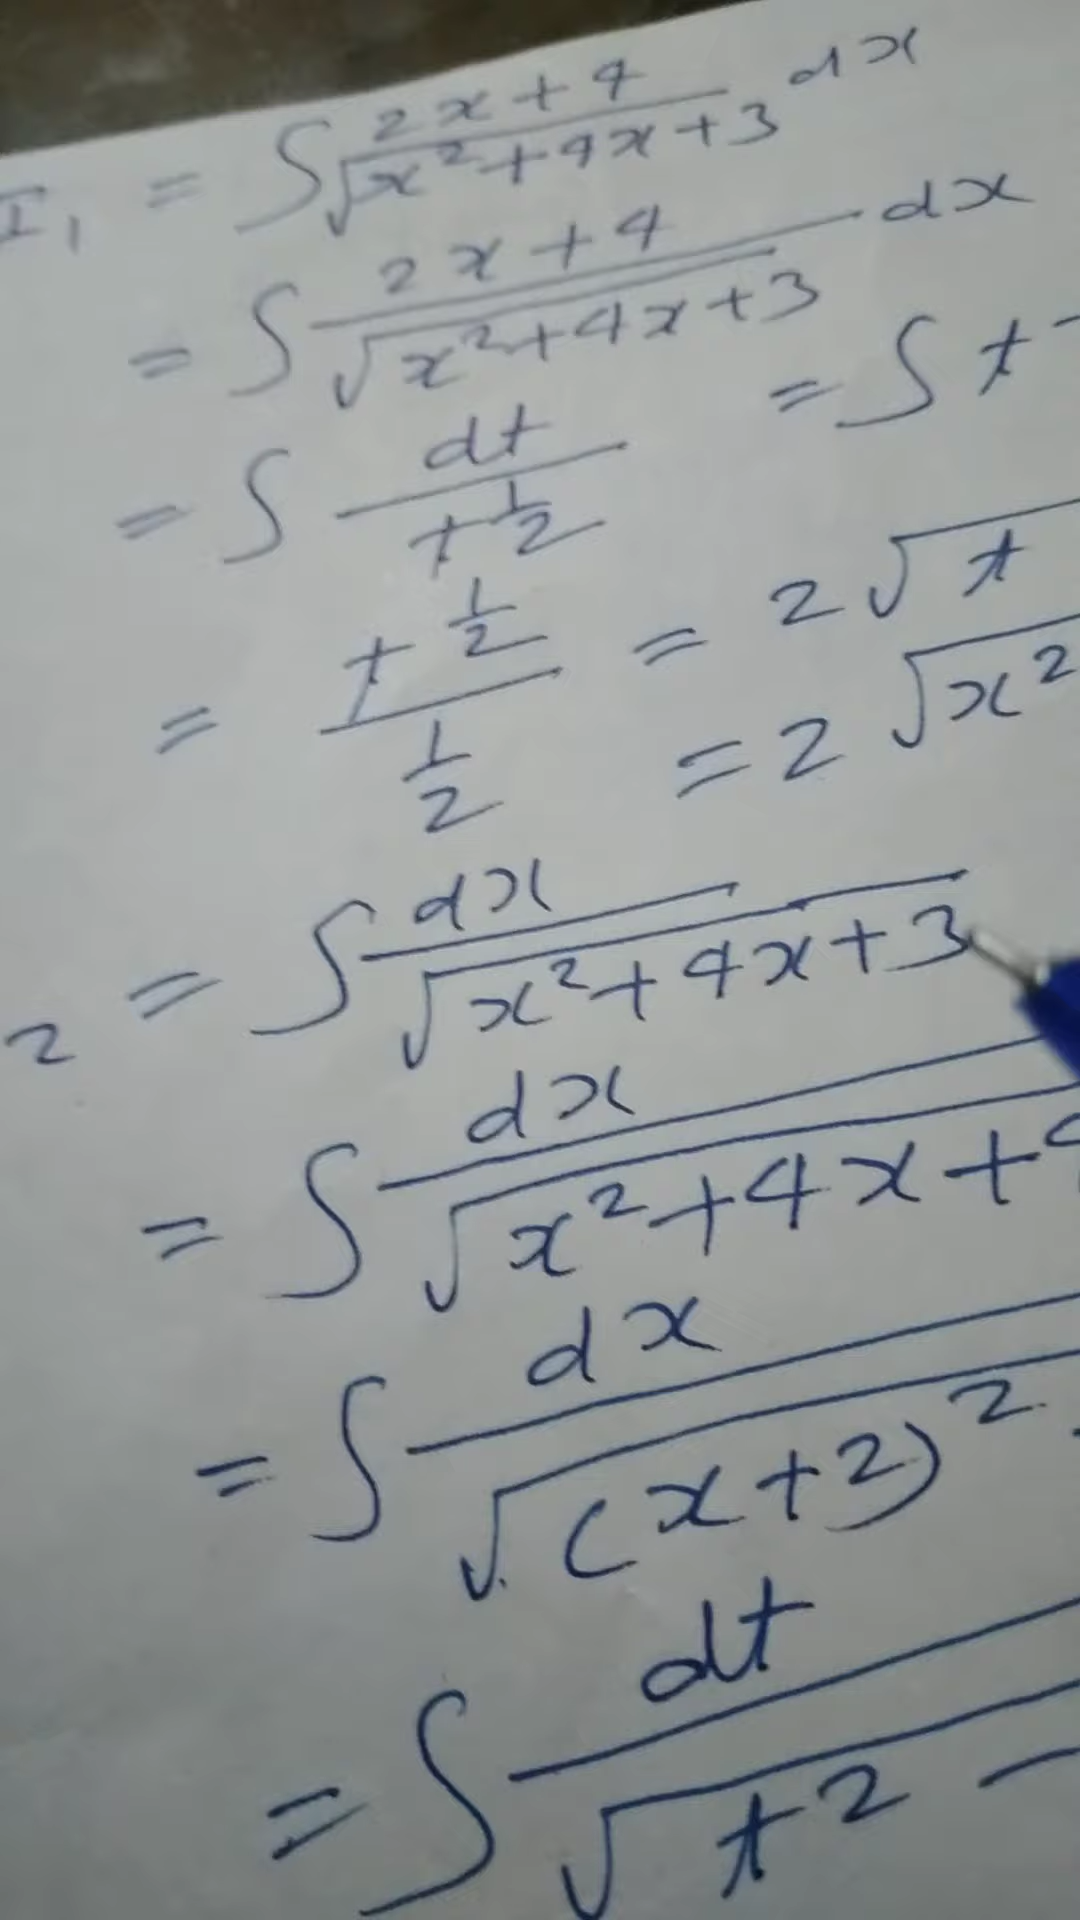 I₁ = ∫ (2x + 4)/√(x² + 4x + 3) dx
= ∫ (2x + 4)/√(x² + 4x + 3) dx
= ∫ dt/t^(1/2) = ∫ t⁻
= t^(1/2)/(1/2) = 2√t
= 2√x²
2 = ∫ dx/√(x² + 4x + 3)
= ∫ dx/√(x² + 4x +
= ∫ dx/√(x + 2)²
= ∫ dt/√t² −